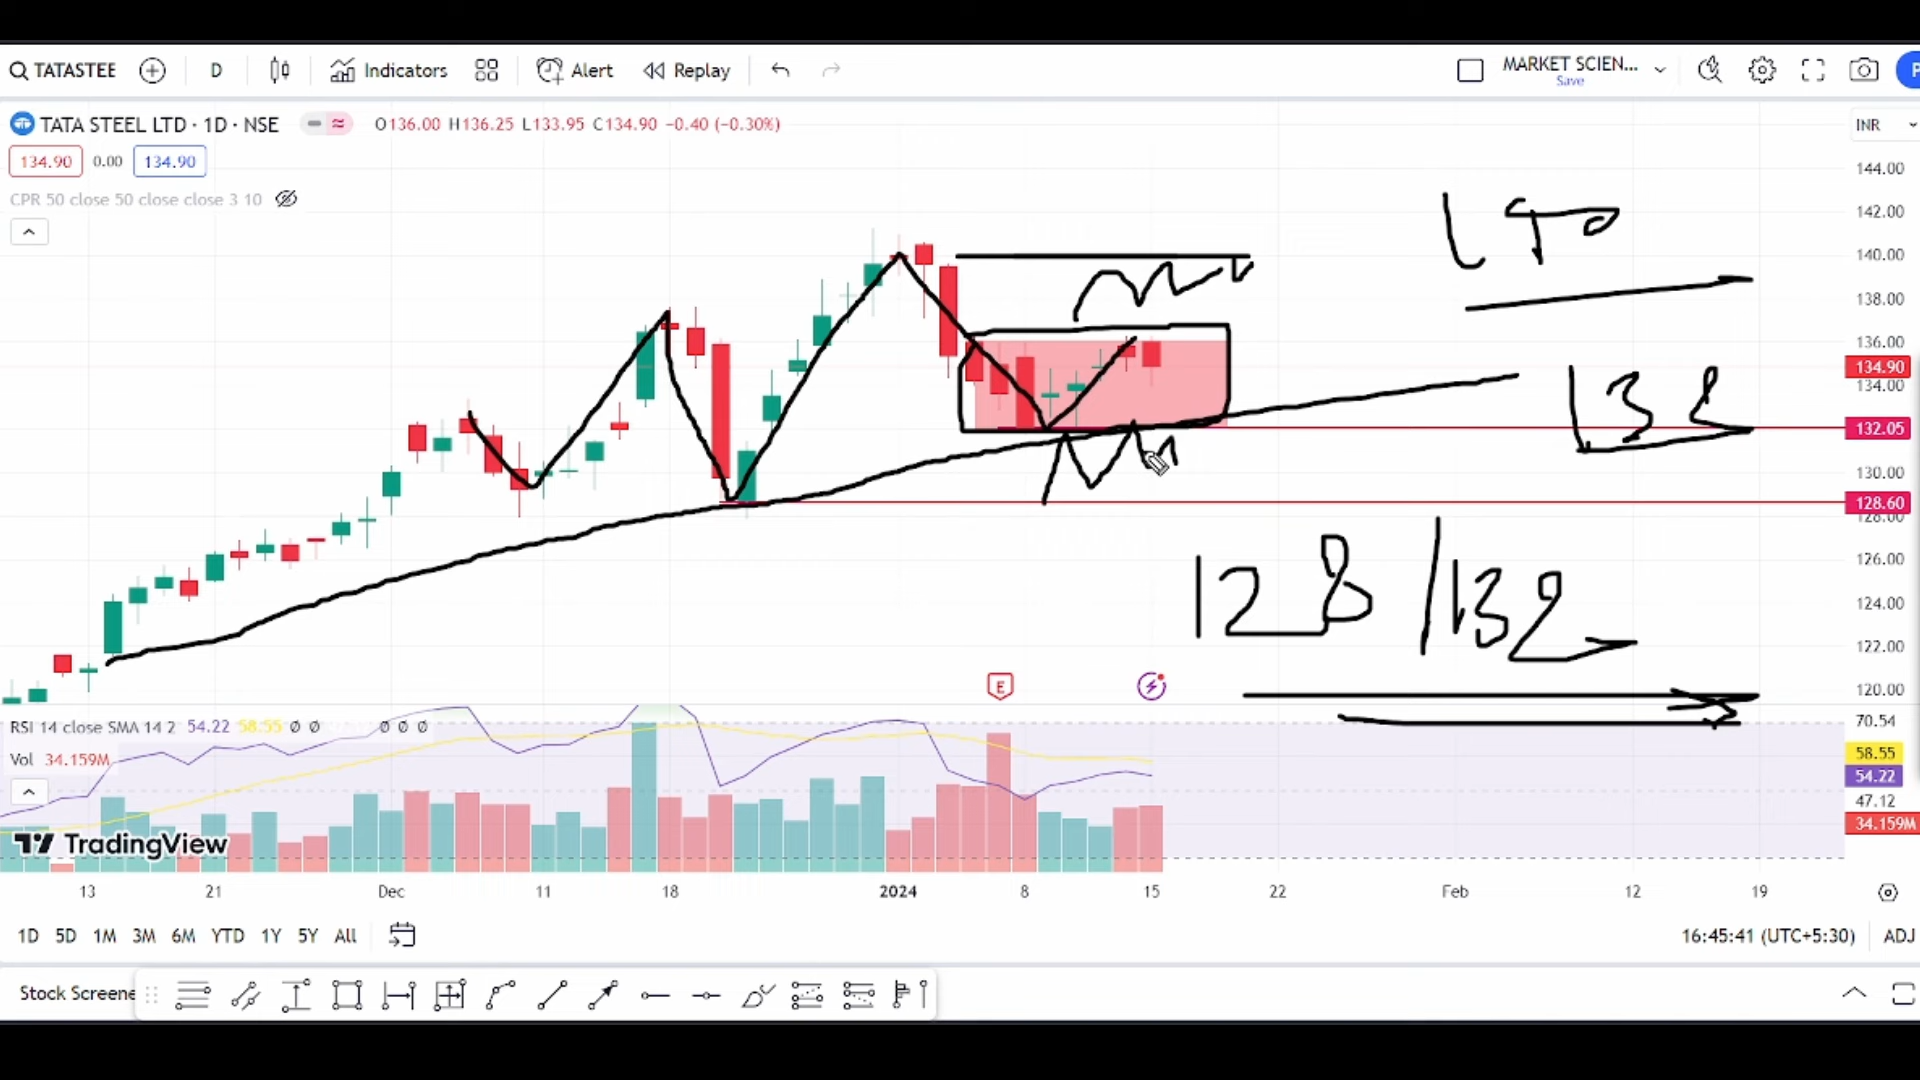 TATASTEE D Indicators Alert Replay MARKET SCIEN...
Save
TATA STEEL LTD · 1D · NSE O136.00 H136.25 L133.95 C134.90 −0.40 (−0.30%) INR
134.90 0.00 134.90
CPR 50 close 50 close close 3 10
144.00
142.00
140.00
138.00
136.00
134.90
134.00
132.05
130.00
128.60
128.00
126.00
124.00
122.00
120.00
132
128/132
E
RSI 14 close SMA 14 2 54.22 58.55 ∅ ∅ ∅ ∅ ∅
Vol 34.159M
70.54
58.55
54.22
47.12
34.159M
TradingView
13 21 Dec 11 18 2024 8 15 22 Feb 12 19
1D 5D 1M 3M 6M YTD 1Y 5Y All 16:45:41 (UTC+5:30) ADJ
Stock Screene